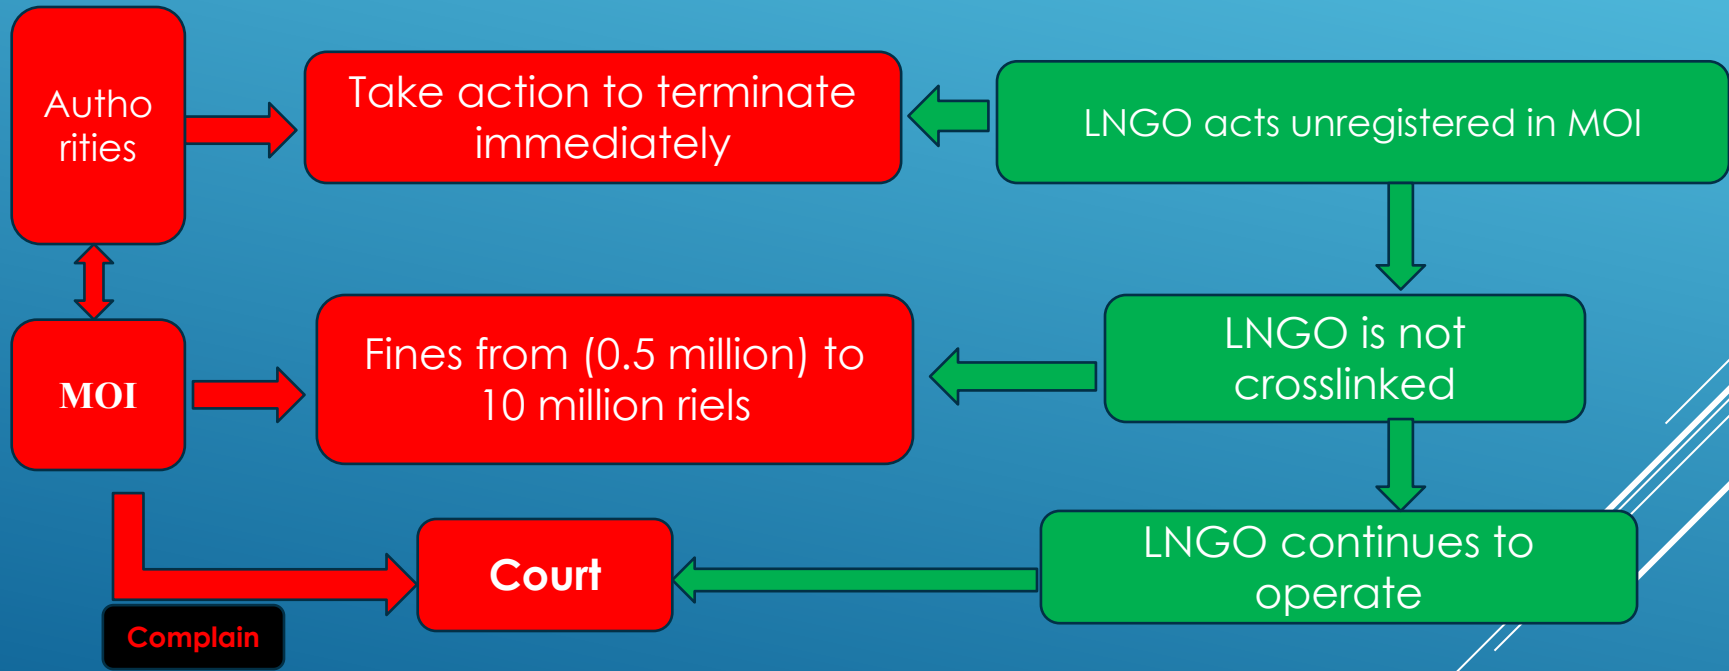 Autho
rities
Take action to terminate
immediately
LNGO acts unregistered in MOI
MOI
Fines from (0.5 million) to
10 million riels
LNGO is not
crosslinked
Court
LNGO continues to
operate
Complain